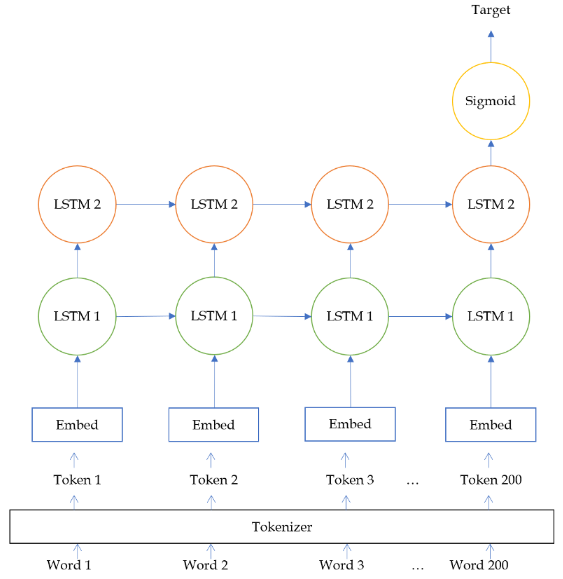 Target
Sigmoid
LSTM 2 LSTM 2 LSTM 2 LSTM 2
LSTM 1 LSTM 1 LSTM 1 LSTM 1
Embed Embed Embed Embed
Token 1 Token 2 Token 3 ... Token 200
Tokenizer
Word 1 Word 2 Word 3 ... Word 200